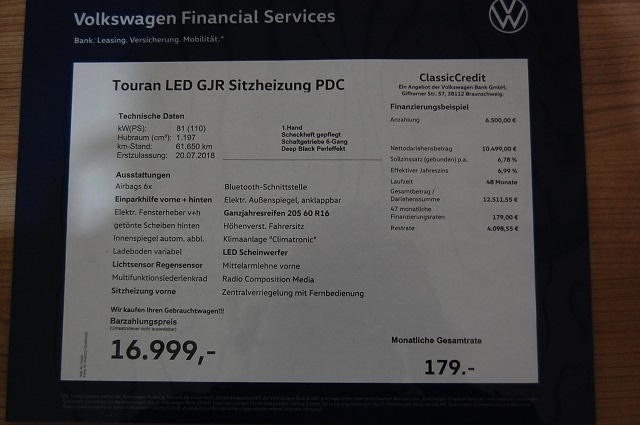 Volkswagen Financial Services
Bank. Leasing. Versicherung. Mobilität.*
Touran LED GJR Sitzheizung PDC
Technische Daten
kW(PS): 81 (110)
Hubraum (cm³): 1.197
km-Stand: 61.650 km
Erstzulassung: 20.07.2018
1.Hand
Scheckheft gepflegt
Schaltgetriebe 6-Gang
Deep Black Perleffekt
Ausstattungen
Airbags 6x Bluetooth-Schnittstelle
Einparkhilfe vorne + hinten Elektr. Außenspiegel, anklappbar
Elektr. Fensterheber v+h Ganzjahresreifen 205 60 R16
getönte Scheiben hinten Höhenverst. Fahrersitz
Innenspiegel autom. abbl. Klimaanlage "Climatronic"
Ladeboden variabel LED Scheinwerfer
Lichtsensor Regensensor Mittelarmlehne vorne
Multifunktionslederlenkrad Radio Composition Media
Sitzheizung vorne Zentralverriegelung mit Fernbedienung
Wir kaufen Ihren Gebrauchtwagen!!!
Barzahlungspreis
(Umsatzsteuer nicht ausweisbar)
16.999,-
ClassicCredit
Ein Angebot der Volkswagen Bank GmbH,
Gifhorner Str. 57, 38112 Braunschweig.
Finanzierungsbeispiel
Anzahlung 6.500,00 €
Nettodarlehensbetrag 10.499,00 €
Sollzinssatz (gebunden) p.a. 6,78 %
Effektiver Jahreszins 6,99 %
Laufzeit 48 Monate
Gesamtbetrag /
Darlehenssumme 12.511,55 €
47 monatliche
Finanzierungsraten 179,00 €
Restrate 4.098,55 €
Monatliche Gesamtrate
179.-